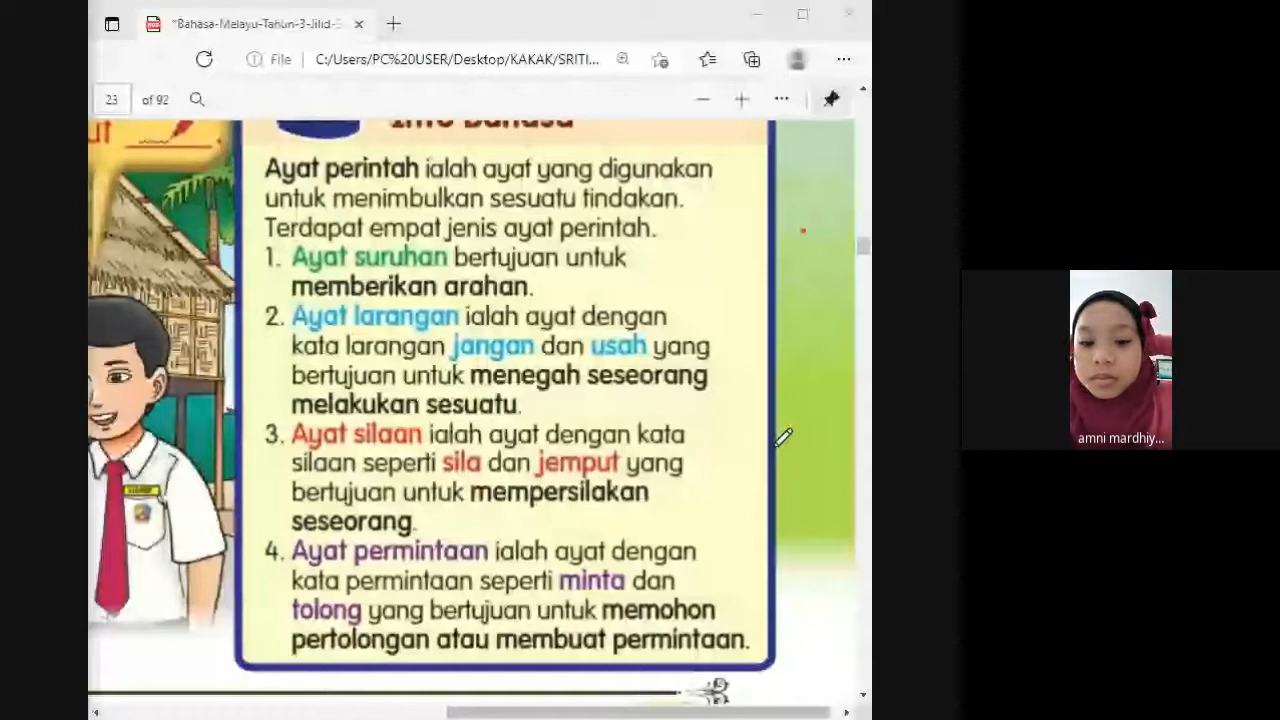 *Bahasa-Melayu-Tahun-3-Jilid-
File C:/Users/PC%20USER/Desktop/KAKAK/SRITI...
23 of 92
Info Bahasa
Ayat perintah ialah ayat yang digunakan
untuk menimbulkan sesuatu tindakan.
Terdapat empat jenis ayat perintah.
1. Ayat suruhan bertujuan untuk
memberikan arahan.
2. Ayat larangan ialah ayat dengan
kata larangan jangan dan usah yang
bertujuan untuk menegah seseorang
melakukan sesuatu.
3. Ayat silaan ialah ayat dengan kata
silaan seperti sila dan jemput yang
bertujuan untuk mempersilakan
seseorang.
4. Ayat permintaan ialah ayat dengan
kata permintaan seperti minta dan
tolong yang bertujuan untuk memohon
pertolongan atau membuat permintaan.
amni mardhiy...